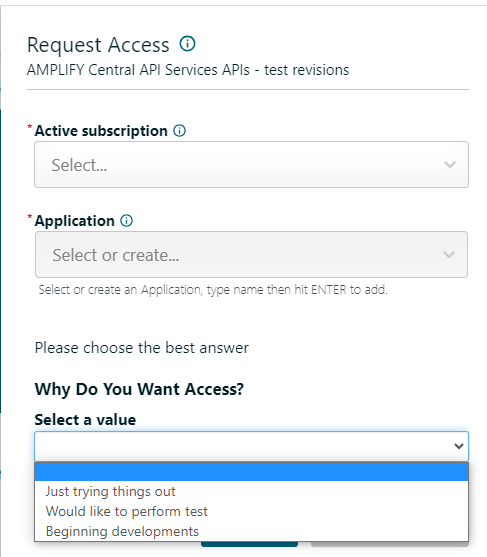 Request Access
AMPLIFY Central API Services APIs - test revisions
*Active subscription
Select...
*Application
Select or create...
Select or create an Application, type name then hit ENTER to add.
Please choose the best answer
Why Do You Want Access?
Select a value
Just trying things out
Would like to perform test
Beginning developments